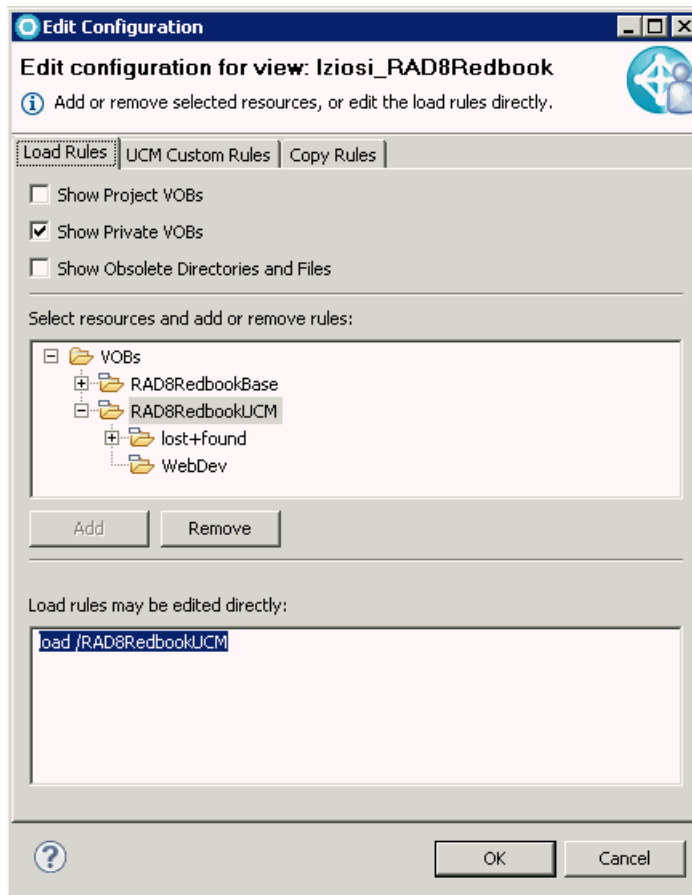 Edit Configuration
Edit configuration for view: lziosi_RAD8Redbook
Add or remove selected resources, or edit the load rules directly.
Load Rules UCM Custom Rules Copy Rules
Show Project VOBs
Show Private VOBs
Show Obsolete Directories and Files
Select resources and add or remove rules:
VOBs
RAD8RedbookBase
RAD8RedbookUCM
lost+found
WebDev
Add Remove
Load rules may be edited directly:
load /RAD8RedbookUCM
OK Cancel